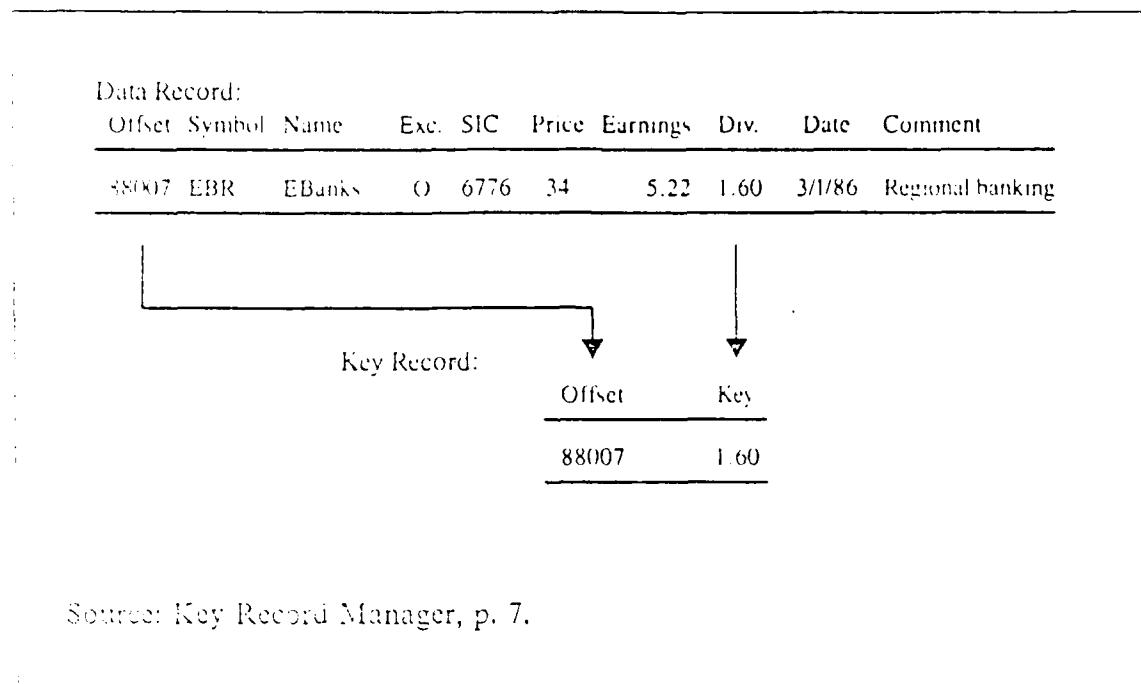 Data Record:
Offset Symbol Name Exc. SIC Price Earnings Div. Date Comment
88007 EBR EBanks O 6776 34 5.22 1.60 3/1/86 Regional banking
Key Record:
Offset Key
88007 1.60
Source: Key Record Manager, p. 7.